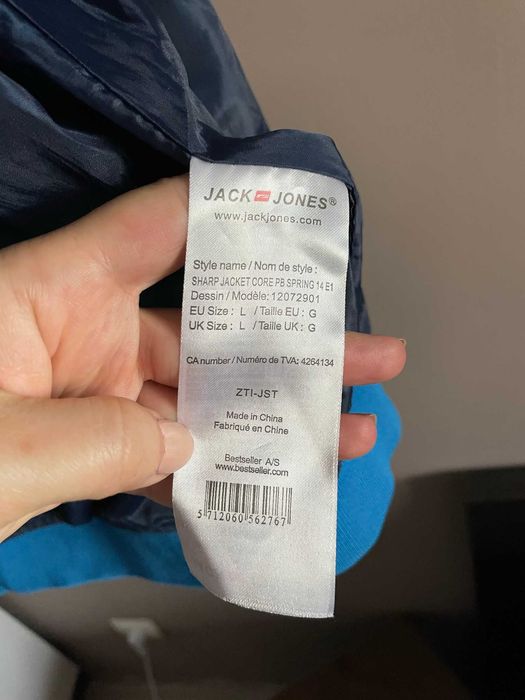 JACK JONES®
www.jackjones.com
Style name / Nom de style :
SHARP JACKET CORE PB SPRING 14 E1
Dessin / Modèle: 12072901
EU Size : L / Taille EU : G
UK Size : L / Taille UK : G
CA number / Numéro de TVA: 4264134
ZTI-JST
Made in China
Fabriqué en Chine
Bestseller A/S
www.bestseller.com
5 712060 562767